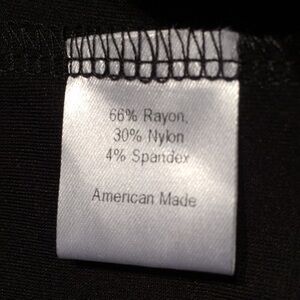 66% Rayon,
30% Nylon
4% Spandex
American Made